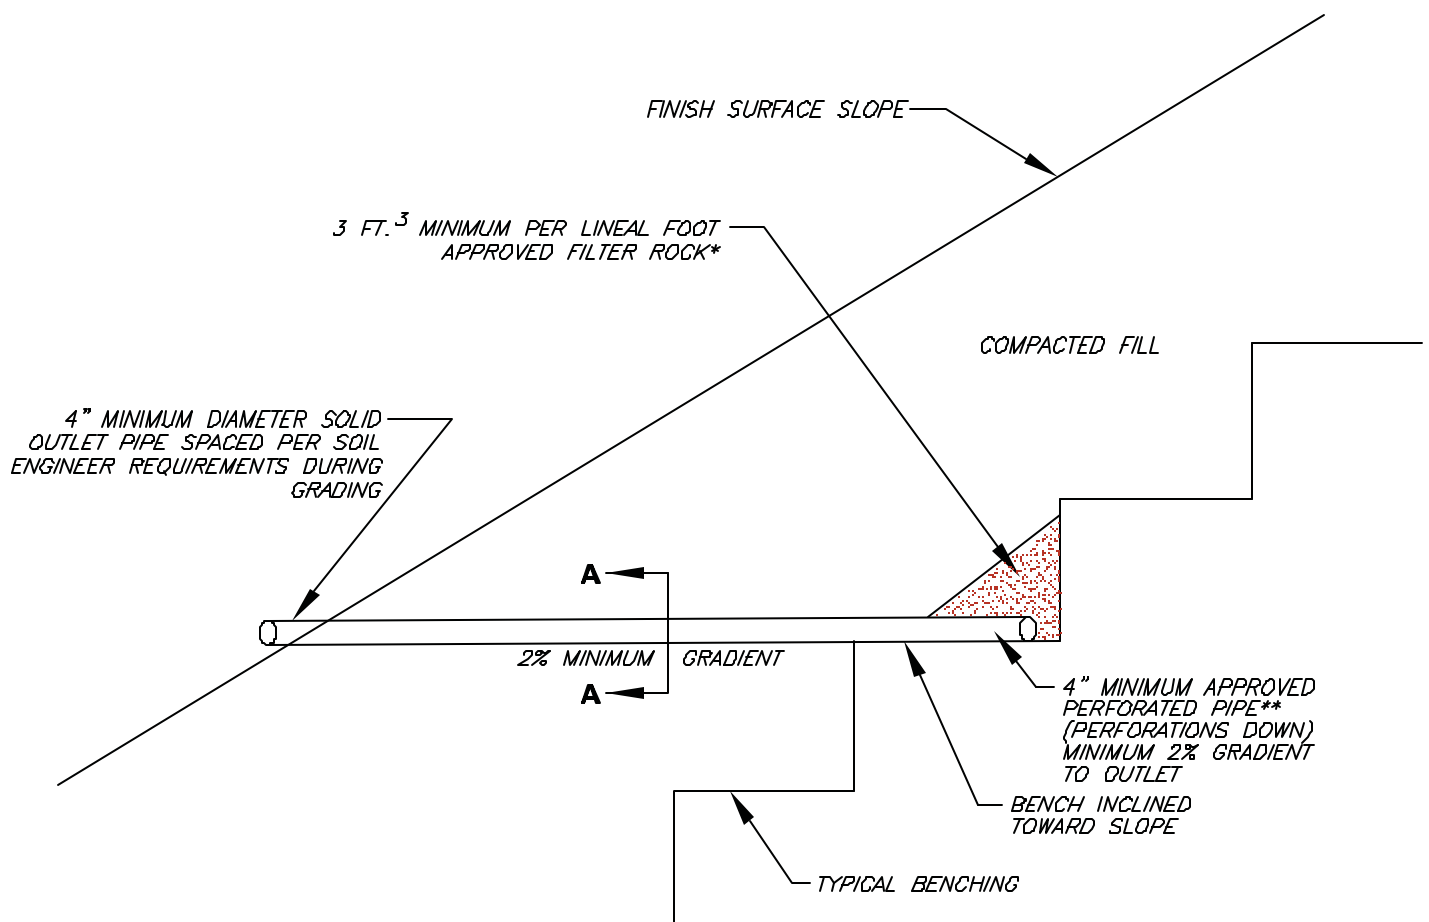 FINISH SURFACE SLOPE
3 FT.³ MINIMUM PER LINEAL FOOT
APPROVED FILTER ROCK*
COMPACTED FILL
4" MINIMUM DIAMETER SOLID
OUTLET PIPE SPACED PER SOIL
ENGINEER REQUIREMENTS DURING
GRADING
A
2% MINIMUM GRADIENT
A
4" MINIMUM APPROVED
PERFORATED PIPE**
(PERFORATIONS DOWN)
MINIMUM 2% GRADIENT
TO OUTLET
BENCH INCLINED
TOWARD SLOPE
TYPICAL BENCHING